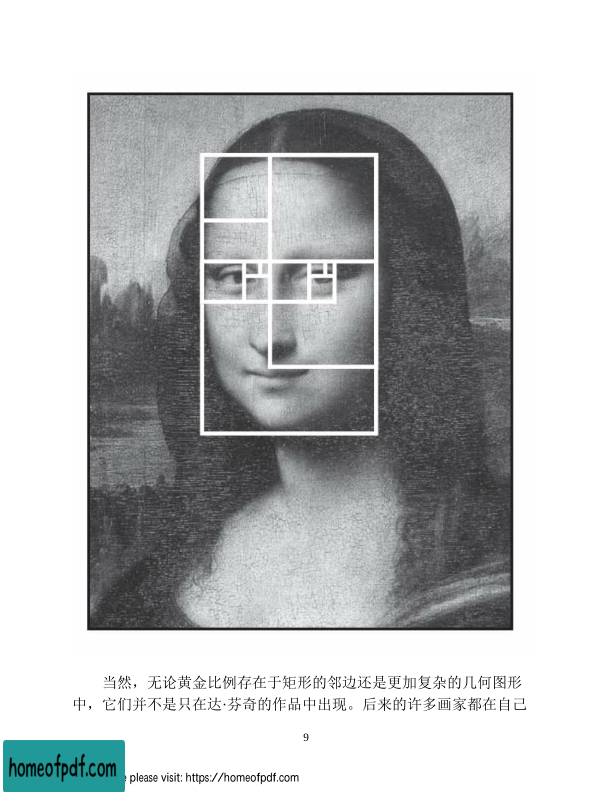 当然，无论黄金比例存在于矩形的邻边还是更加复杂的几何图形
中，它们并不是只在达·芬奇的作品中出现。后来的许多画家都在自己
9
homeofpdf.com
please visit: https://homeofpdf.com